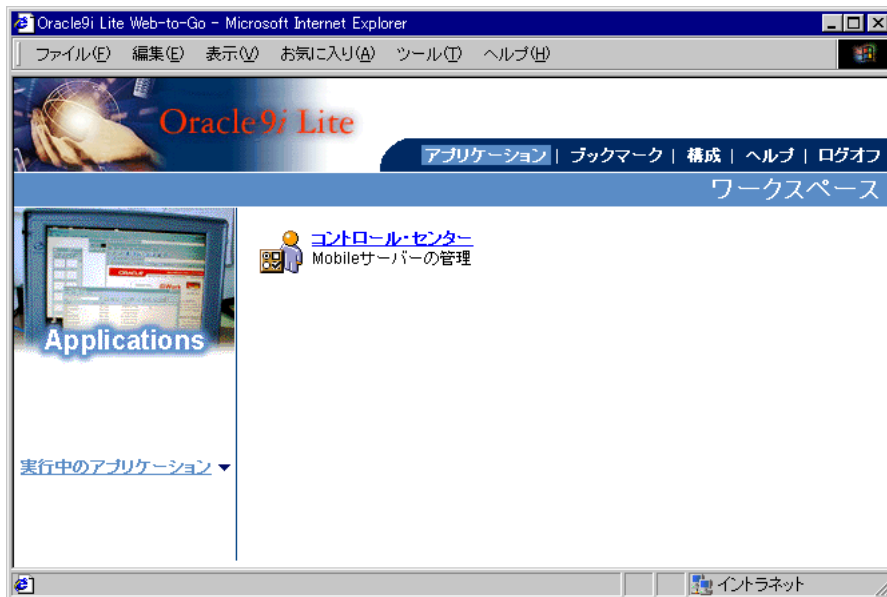 Oracle9i Lite Web-to-Go - Microsoft Internet Explorer
ファイル(F) 編集(E) 表示(V) お気に入り(A) ツール(T) ヘルプ(H)
Oracle9i Lite
アプリケーション | ブックマーク | 構成 | ヘルプ | ログオフ
ワークスペース
コントロール・センター
Mobileサーバーの管理
ORACLE
Applications
実行中のアプリケーション
イントラネット